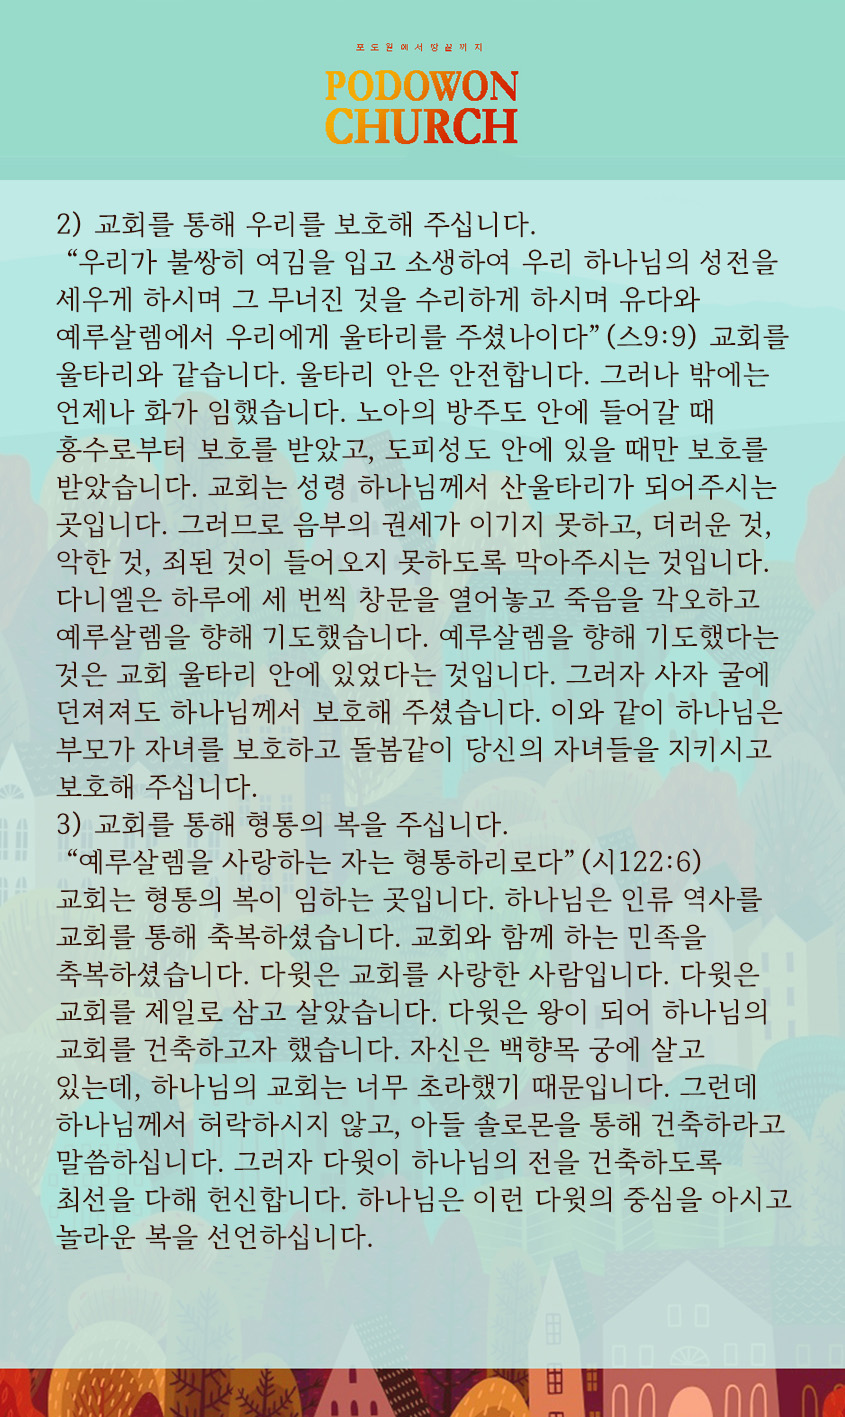 포도원에서땅끝까지
PODOWON
CHURCH
2) 교회를 통해 우리를 보호해 주십니다.
“우리가 불쌍히 여김을 입고 소생하여 우리 하나님의 성전을
세우게 하시며 그 무너진 것을 수리하게 하시며 유다와
예루살렘에서 우리에게 울타리를 주셨나이다”(스9:9) 교회를
울타리와 같습니다. 울타리 안은 안전합니다. 그러나 밖에는
언제나 화가 임했습니다. 노아의 방주도 안에 들어갈 때
홍수로부터 보호를 받았고, 도피성도 안에 있을 때만 보호를
받았습니다. 교회는 성령 하나님께서 산울타리가 되어주시는
곳입니다. 그러므로 음부의 권세가 이기지 못하고, 더러운 것,
악한 것, 죄된 것이 들어오지 못하도록 막아주시는 것입니다.
다니엘은 하루에 세 번씩 창문을 열어놓고 죽음을 각오하고
예루살렘을 향해 기도했습니다. 예루살렘을 향해 기도했다는
것은 교회 울타리 안에 있었다는 것입니다. 그러자 사자 굴에
던져져도 하나님께서 보호해 주셨습니다. 이와 같이 하나님은
부모가 자녀를 보호하고 돌봄같이 당신의 자녀들을 지키시고
보호해 주십니다.
3) 교회를 통해 형통의 복을 주십니다.
“예루살렘을 사랑하는 자는 형통하리로다”(시122:6)
교회는 형통의 복이 임하는 곳입니다. 하나님은 인류 역사를
교회를 통해 축복하셨습니다. 교회와 함께 하는 민족을
축복하셨습니다. 다윗은 교회를 사랑한 사람입니다. 다윗은
교회를 제일로 삼고 살았습니다. 다윗은 왕이 되어 하나님의
교회를 건축하고자 했습니다. 자신은 백향목 궁에 살고
있는데, 하나님의 교회는 너무 초라했기 때문입니다. 그런데
하나님께서 허락하시지 않고, 아들 솔로몬을 통해 건축하라고
말씀하십니다. 그러자 다윗이 하나님의 전을 건축하도록
최선을 다해 헌신합니다. 하나님은 이런 다윗의 중심을 아시고
놀라운 복을 선언하십니다.